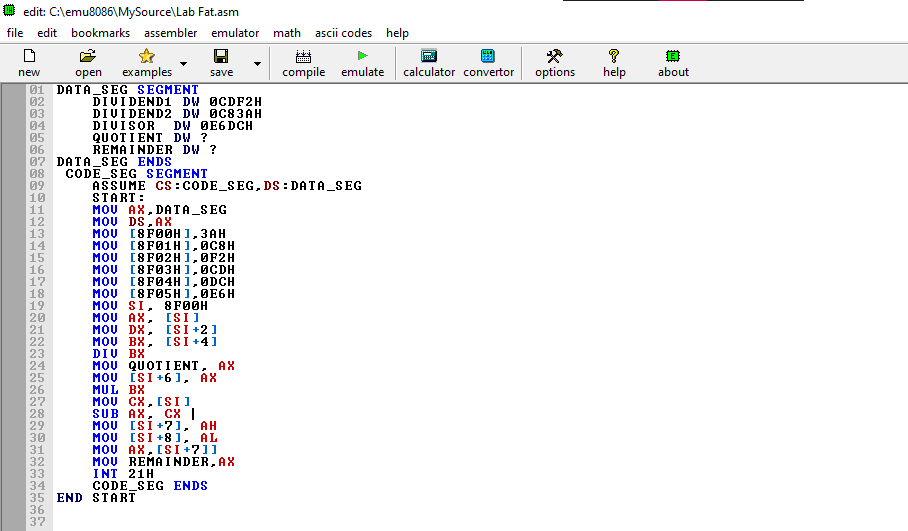 edit: C:\emu8086\MySource\Lab Fat.asm
file edit bookmarks assembler emulator math ascii codes help
new open examples save compile emulate calculator convertor options help about
01 DATA_SEG SEGMENT
02 DIVIDEND1 DW 0CDF2H
03 DIVIDEND2 DW 0C83AH
04 DIVISOR DW 0E6DCH
05 QUOTIENT DW ?
06 REMAINDER DW ?
07 DATA_SEG ENDS
08 CODE_SEG SEGMENT
09 ASSUME CS:CODE_SEG,DS:DATA_SEG
10 START:
11 MOV AX,DATA_SEG
12 MOV DS,AX
13 MOV [8F00H],3AH
14 MOV [8F01H],0C8H
15 MOV [8F02H],0F2H
16 MOV [8F03H],0CDH
17 MOV [8F04H],0DCH
18 MOV [8F05H],0E6H
19 MOV SI, 8F00H
20 MOV AX, [SI]
21 MOV DX, [SI+2]
22 MOV BX, [SI+4]
23 DIV BX
24 MOV QUOTIENT, AX
25 MOV [SI+6], AX
26 MUL BX
27 MOV CX,[SI]
28 SUB AX, CX
29 MOV [SI+7], AH
30 MOV [SI+8], AL
31 MOV AX,[SI+7]]
32 MOV REMAINDER,AX
33 INT 21H
34 CODE_SEG ENDS
35 END START
36
37